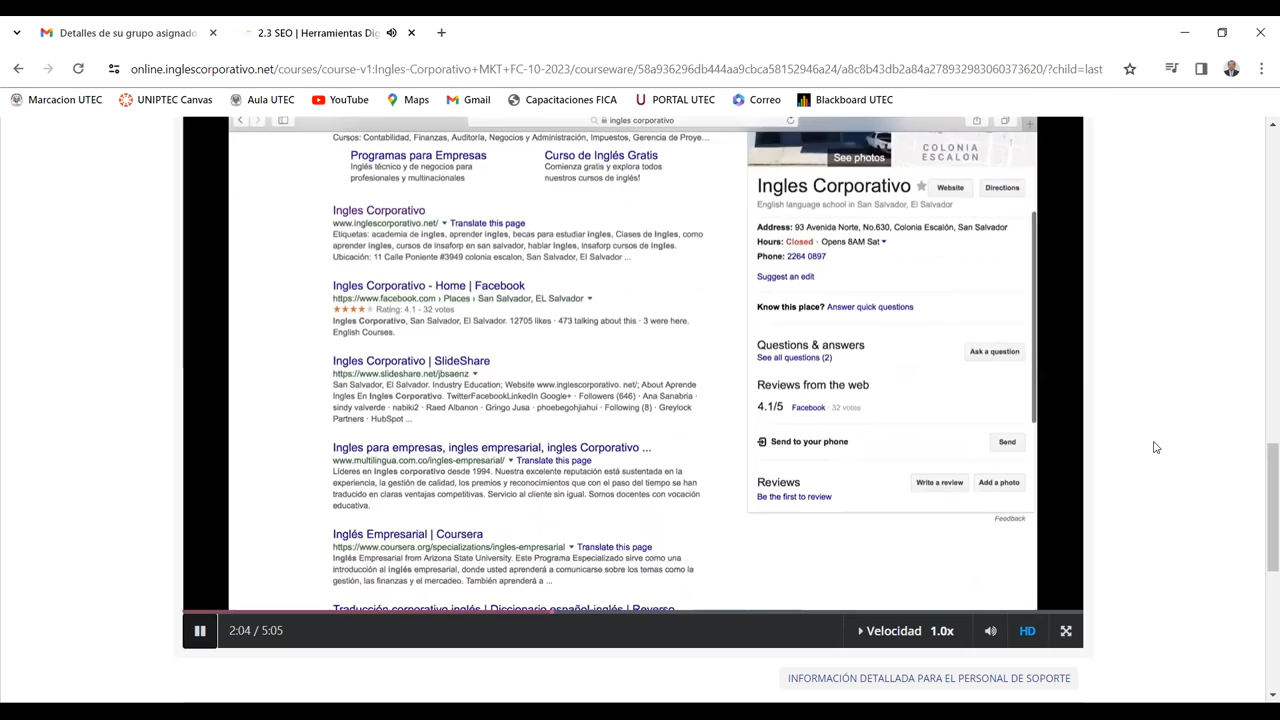 Detalles de su grupo asignado
2.3 SEO | Herramientas Dig
online.inglescorporativo.net/courses/course-v1:Ingles-Corporativo+MKT+FC-10-2023/courseware/58a936296db444aa9cbca58152946a24/a8c8b43db2a84a278932983060373620/?child=last
Marcacion UTEC
UNIPTEC Canvas
Aula UTEC
YouTube
Maps
Gmail
Capacitaciones FICA
PORTAL UTEC
Correo
Blackboard UTEC
ingles corporativo
Cursos: Contabilidad, Finanzas, Auditoría, Negocios y Administración, Impuestos, Gerencia de Proye...
Programas para Empresas
Inglés técnico y de negocios para
profesionales y multinacionales
Curso de Inglés Gratis
Comienza gratis y explora todos
nuestros cursos de inglés!
Ingles Corporativo
www.inglescorporativo.net/ Translate this page
Etiquetas: academia de ingles, aprender ingles, becas para estudiar ingles, Clases de Ingles, como
aprender ingles, cursos de insaforp en san salvador, hablar Ingles, insaforp cursos de Ingles.
Ubicación: 11 Calle Poniente #3949 colonia escalon, San Salvador, El Salvador ...
Ingles Corporativo - Home | Facebook
https://www.facebook.com › Places › San Salvador, EL Salvador
Rating: 4.1 - 32 votes
Ingles Corporativo, San Salvador, El Salvador. 12705 likes · 473 talking about this · 3 were here.
English Courses.
Ingles Corporativo | SlideShare
https://www.slideshare.net/jbsaenz
San Salvador, El Salvador. Industry Education; Website www.inglescorporativo. net/; About Aprende
Ingles En Ingles Corporativo. TwitterFacebookLinkedIn Google+ · Followers (646) · Ana Sanabria ·
sindy valverde · nabiki2 · Raed Albanon · Gringo Jusa · phoebegohjiahui · Following (8) · Greylock
Partners · HubSpot ...
Ingles para empresas, ingles empresarial, ingles Corporativo ...
www.multilingua.com.co/ingles-empresarial/ Translate this page
Líderes en Ingles corporativo desde 1994. Nuestra excelente reputación está sustentada en la
experiencia, la gestión de calidad, los premios y reconocimientos que con el paso del tiempo se han
traducido en claras ventajas competitivas. Servicio al cliente sin igual. Somos docentes con vocación
educativa.
Inglés Empresarial | Coursera
https://www.coursera.org/specializations/ingles-empresarial Translate this page
Inglés Empresarial from Arizona State University. Este Programa Especializado sirve como una
introducción al inglés empresarial, donde usted aprenderá a comunicarse sobre los temas como la
gestión, las finanzas y el mercadeo. También aprenderá a ...
Traducción corporativo inglés | Diccionario español-inglés | Reverso
See photos
COLONIA
ESCALON
Ingles Corporativo
Website
Directions
English language school in San Salvador, El Salvador
Address: 93 Avenida Norte, No.630, Colonia Escalón, San Salvador
Hours: Closed · Opens 8AM Sat
Phone: 2264 0897
Suggest an edit
Know this place? Answer quick questions
Questions & answers
See all questions (2)
Ask a question
Reviews from the web
4.1/5 Facebook · 32 votes
Send to your phone
Send
Reviews
Be the first to review
Write a review
Add a photo
Feedback
2:04 / 5:05
Velocidad 1.0x
HD
INFORMACIÓN DETALLADA PARA EL PERSONAL DE SOPORTE